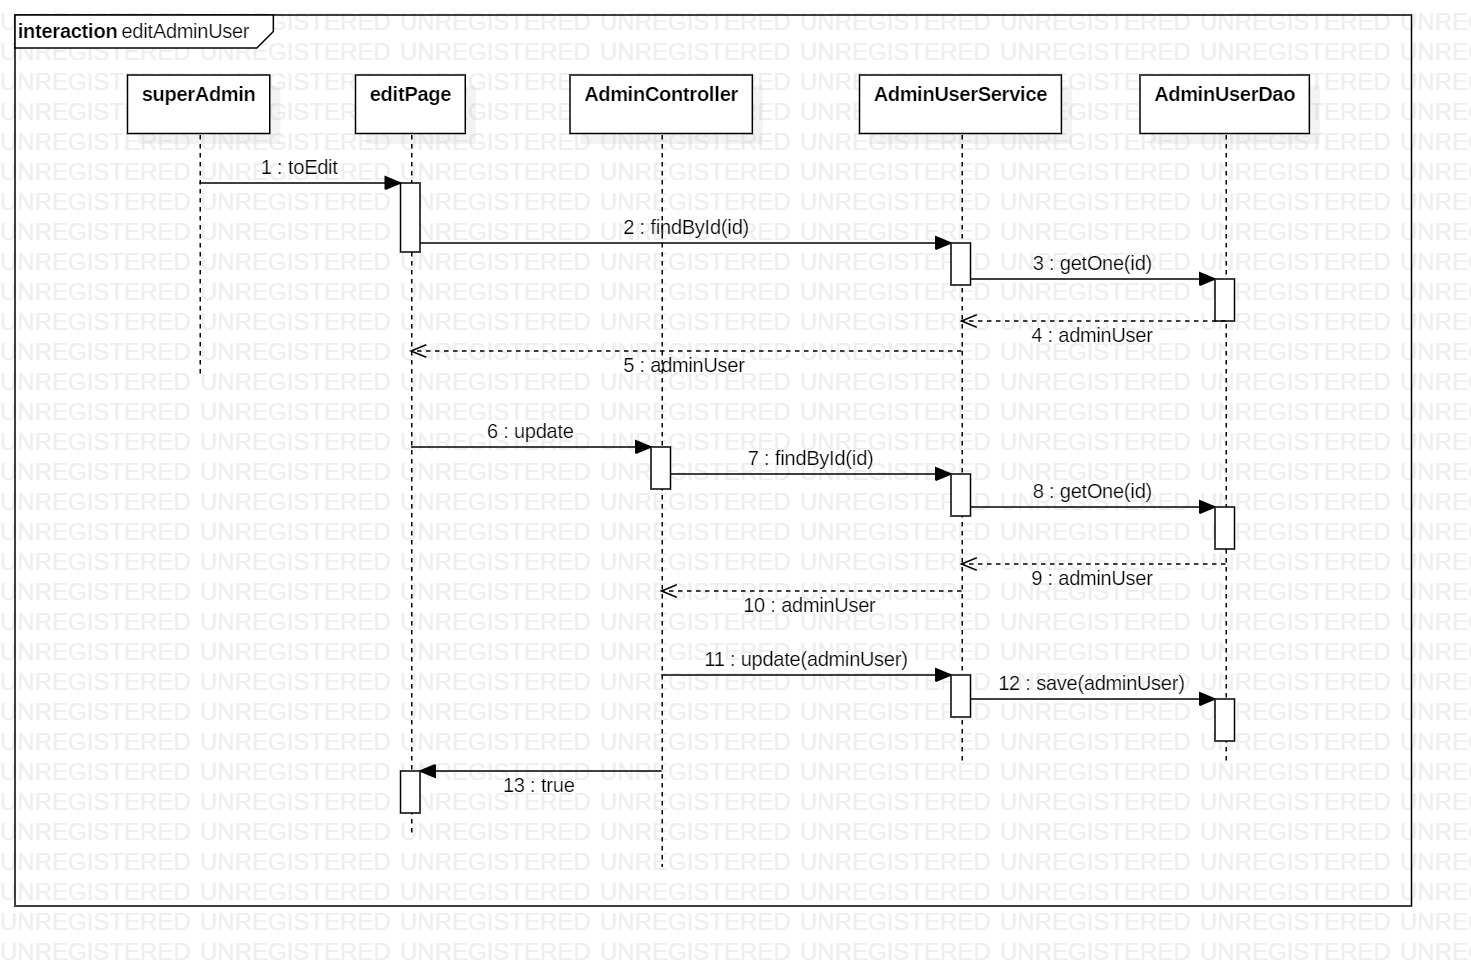 interaction editAdminUser
superAdmin
editPage
AdminController
AdminUserService
AdminUserDao
1 : toEdit
2 : findById(id)
3 : getOne(id)
4 : adminUser
5 : adminUser
6 : update
7 : findById(id)
8 : getOne(id)
9 : adminUser
10 : adminUser
11 : update(adminUser)
12 : save(adminUser)
13 : true
UNREGISTERED